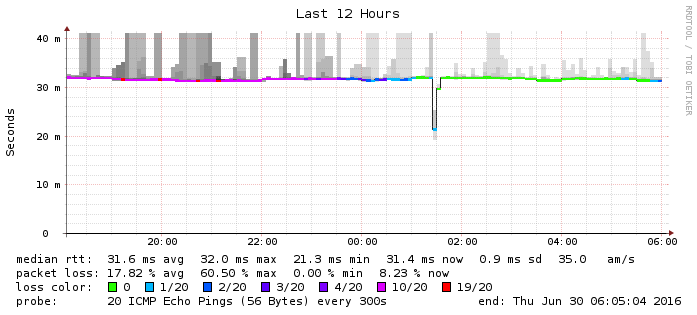 Last 12 Hours
RRDTOOL / TOBI OETIKER
Seconds
40 m
30 m
20 m
10 m
0
20:00 22:00 00:00 02:00 04:00 06:00
median rtt: 31.6 ms avg 32.0 ms max 21.3 ms min 31.4 ms now 0.9 ms sd 35.0 am/s
packet loss: 17.82 % avg 60.50 % max 0.00 % min 8.23 % now
loss color: 0 1/20 2/20 3/20 4/20 10/20 19/20
probe: 20 ICMP Echo Pings (56 Bytes) every 300s end: Thu Jun 30 06:05:04 2016